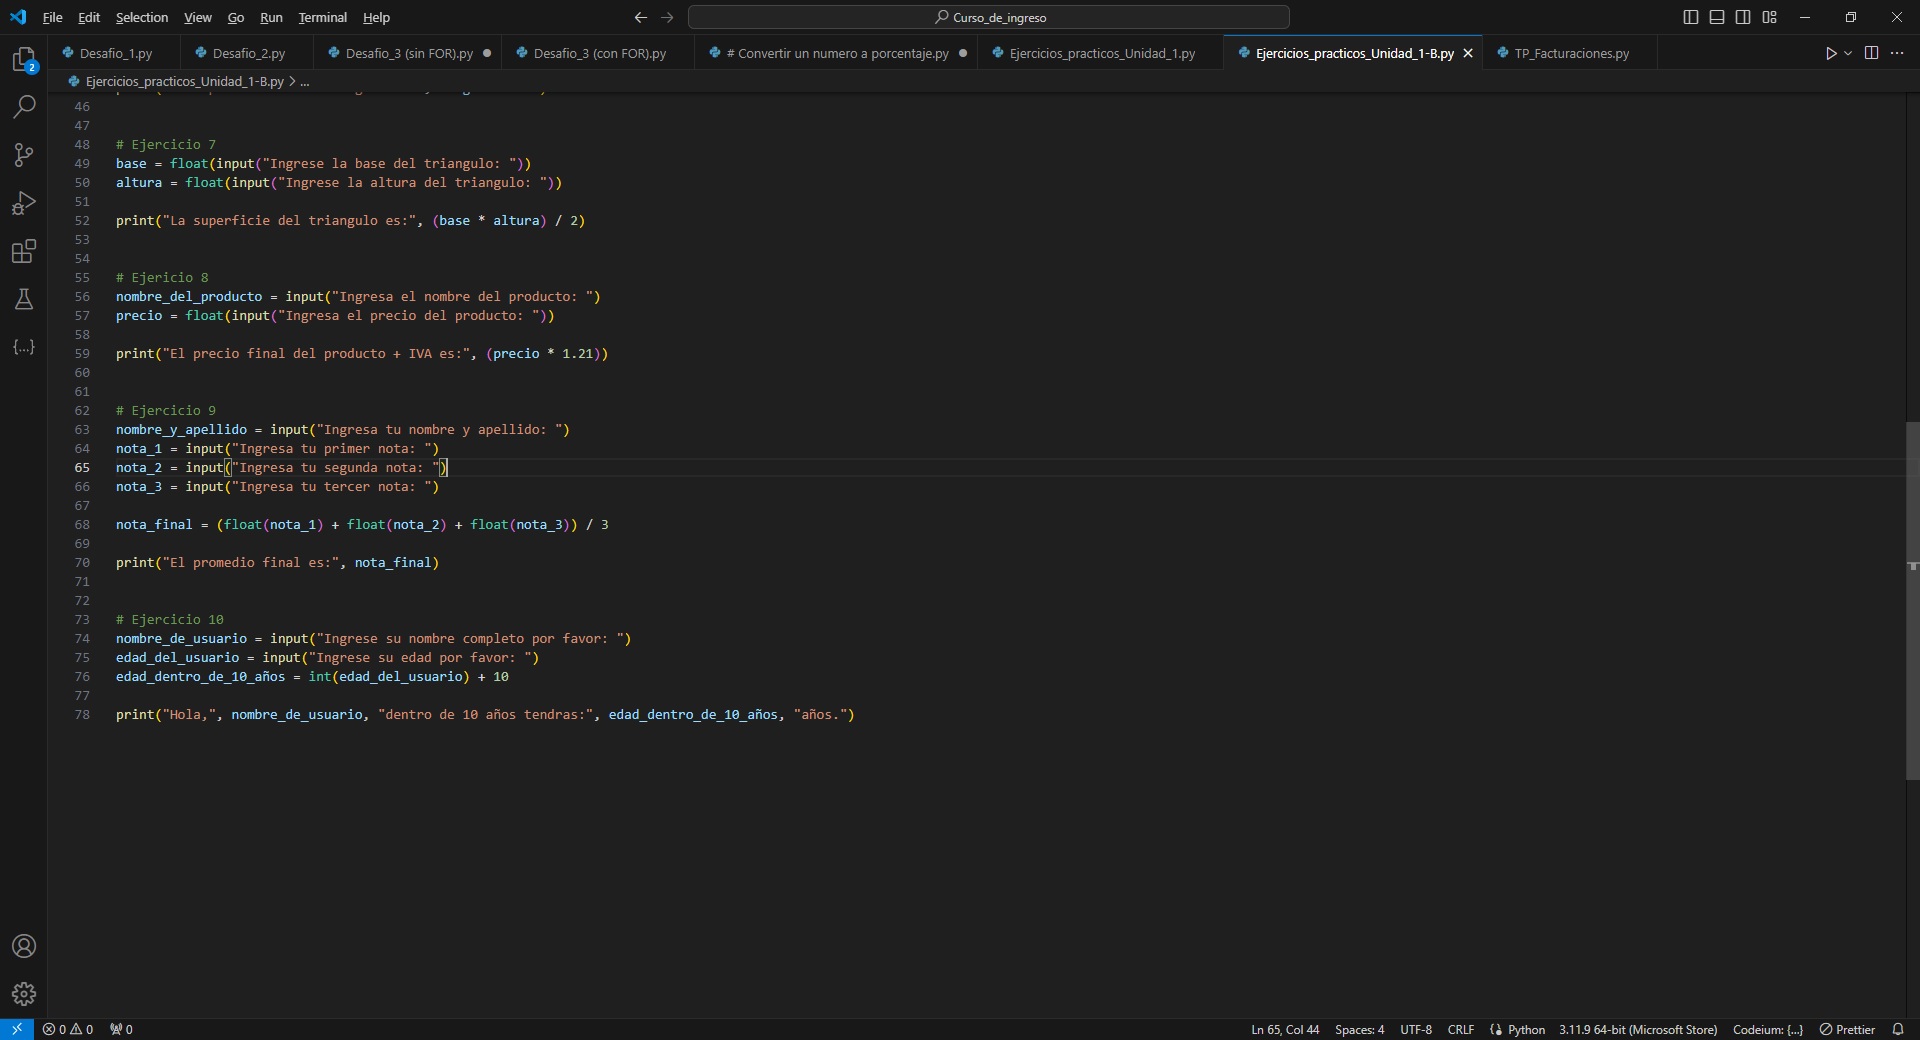 File Edit Selection View Go Run Terminal Help
Curso_de_ingreso
Desafio_1.py
Desafio_2.py
Desafio_3 (sin FOR).py
Desafio_3 (con FOR).py
# Convertir un numero a porcentaje.py
Ejercicios_practicos_Unidad_1.py
Ejercicios_practicos_Unidad_1-B.py
TP_Facturaciones.py
Ejercicios_practicos_Unidad_1-B.py > ...
2
46
47
48 # Ejercicio 7
49 base = float(input("Ingrese la base del triangulo: "))
50 altura = float(input("Ingrese la altura del triangulo: "))
51
52 print("La superficie del triangulo es:", (base * altura) / 2)
53
54
55 # Ejericio 8
56 nombre_del_producto = input("Ingresa el nombre del producto: ")
57 precio = float(input("Ingresa el precio del producto: "))
58
59 print("El precio final del producto + IVA es:", (precio * 1.21))
60
61
62 # Ejercicio 9
63 nombre_y_apellido = input("Ingresa tu nombre y apellido: ")
64 nota_1 = input("Ingresa tu primer nota: ")
65 nota_2 = input("Ingresa tu segunda nota: ")
66 nota_3 = input("Ingresa tu tercer nota: ")
67
68 nota_final = (float(nota_1) + float(nota_2) + float(nota_3)) / 3
69
70 print("El promedio final es:", nota_final)
71
72
73 # Ejercicio 10
74 nombre_de_usuario = input("Ingrese su nombre completo por favor: ")
75 edad_del_usuario = input("Ingrese su edad por favor: ")
76 edad_dentro_de_10_años = int(edad_del_usuario) + 10
77
78 print("Hola,", nombre_de_usuario, "dentro de 10 años tendras:", edad_dentro_de_10_años, "años.")
0 0 0 Ln 65, Col 44 Spaces: 4 UTF-8 CRLF Python 3.11.9 64-bit (Microsoft Store) Codeium: {...} Prettier